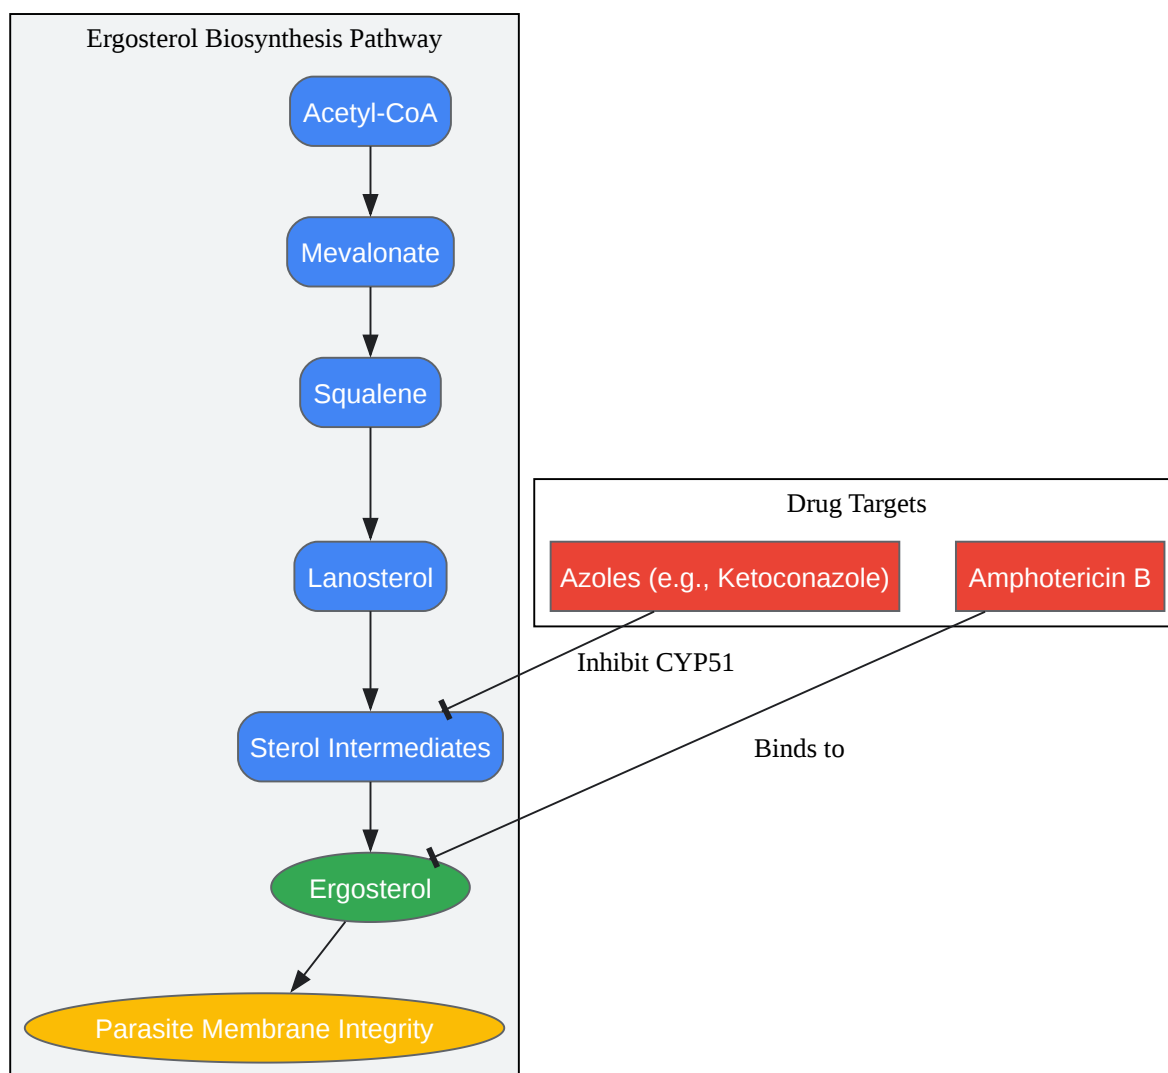 Ergosterol Biosynthesis Pathway
Acetyl-CoA
Mevalonate
Squalene
Drug Targets
Lanosterol
Azoles (e.g., Ketoconazole)
Amphotericin B
Inhibit CYP51
Sterol Intermediates
Binds to
Ergosterol
Parasite Membrane Integrity